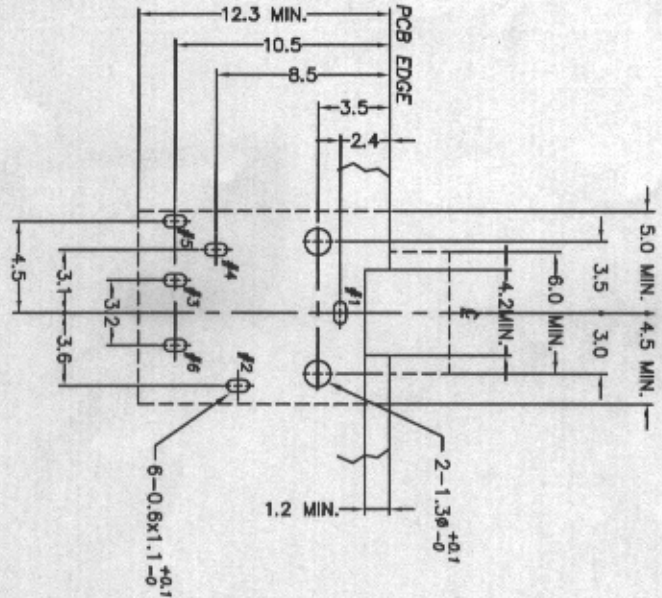 12.3 MIN.
10.5
8.5
3.5
2.4
PCB EDGE
#5
#4
#3
#1
#6
#2
4.5
3.1
3.2
3.6
4.2MIN.
6.0 MIN.
3.5
3.0
5.0 MIN.
4.5 MIN.
1.2 MIN.
2-1.3ø +0.1 -0
6-0.6x1.1 +0.1 -0